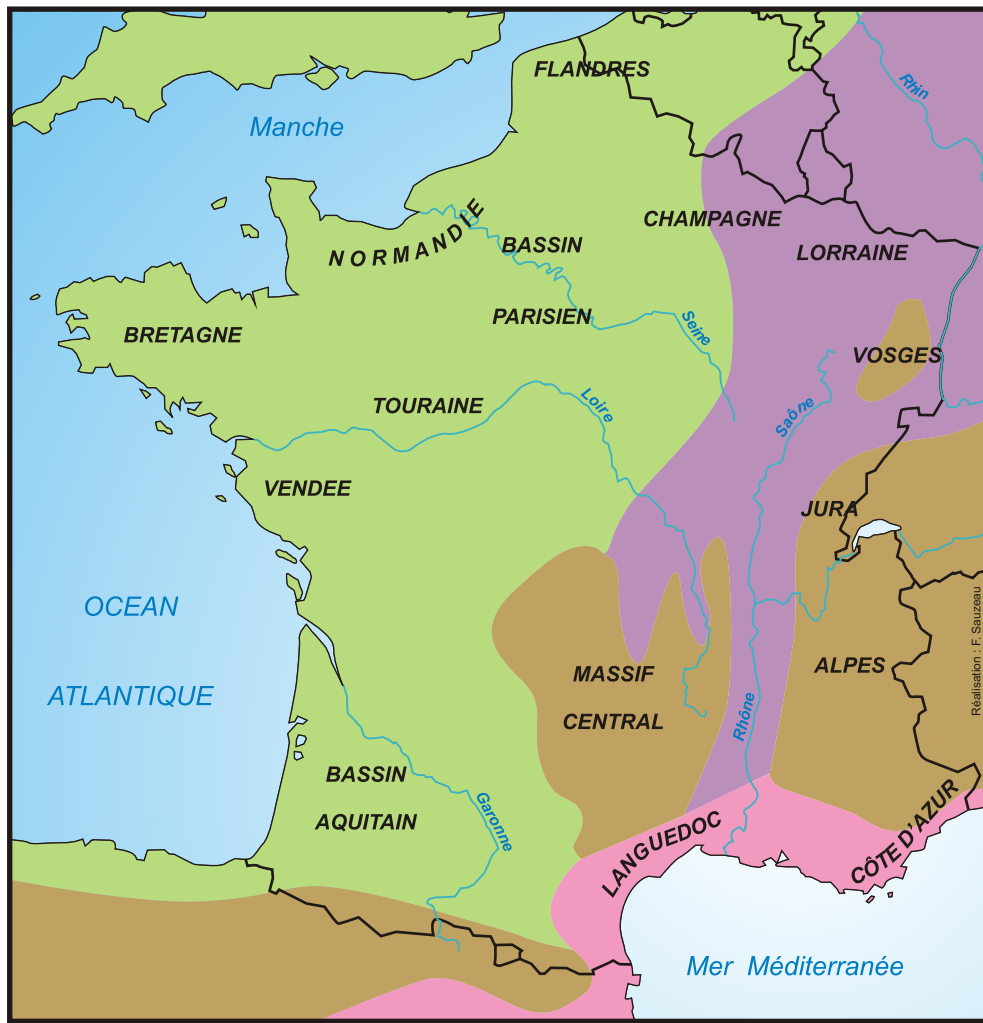 FLANDRES
Rhin
Manche
CHAMPAGNE
NORMANDIE
BASSIN
LORRAINE
PARISIEN
Seine
BRETAGNE
VOSGES
TOURAINE
Loire
Saône
VENDEE
JURA
OCEAN
ATLANTIQUE
MASSIF
CENTRAL
ALPES
Réalisation : F. Sauzeau
Rhône
BASSIN
AQUITAIN
Garonne
LANGUEDOC
CÔTE D'AZUR
Mer Méditerranée